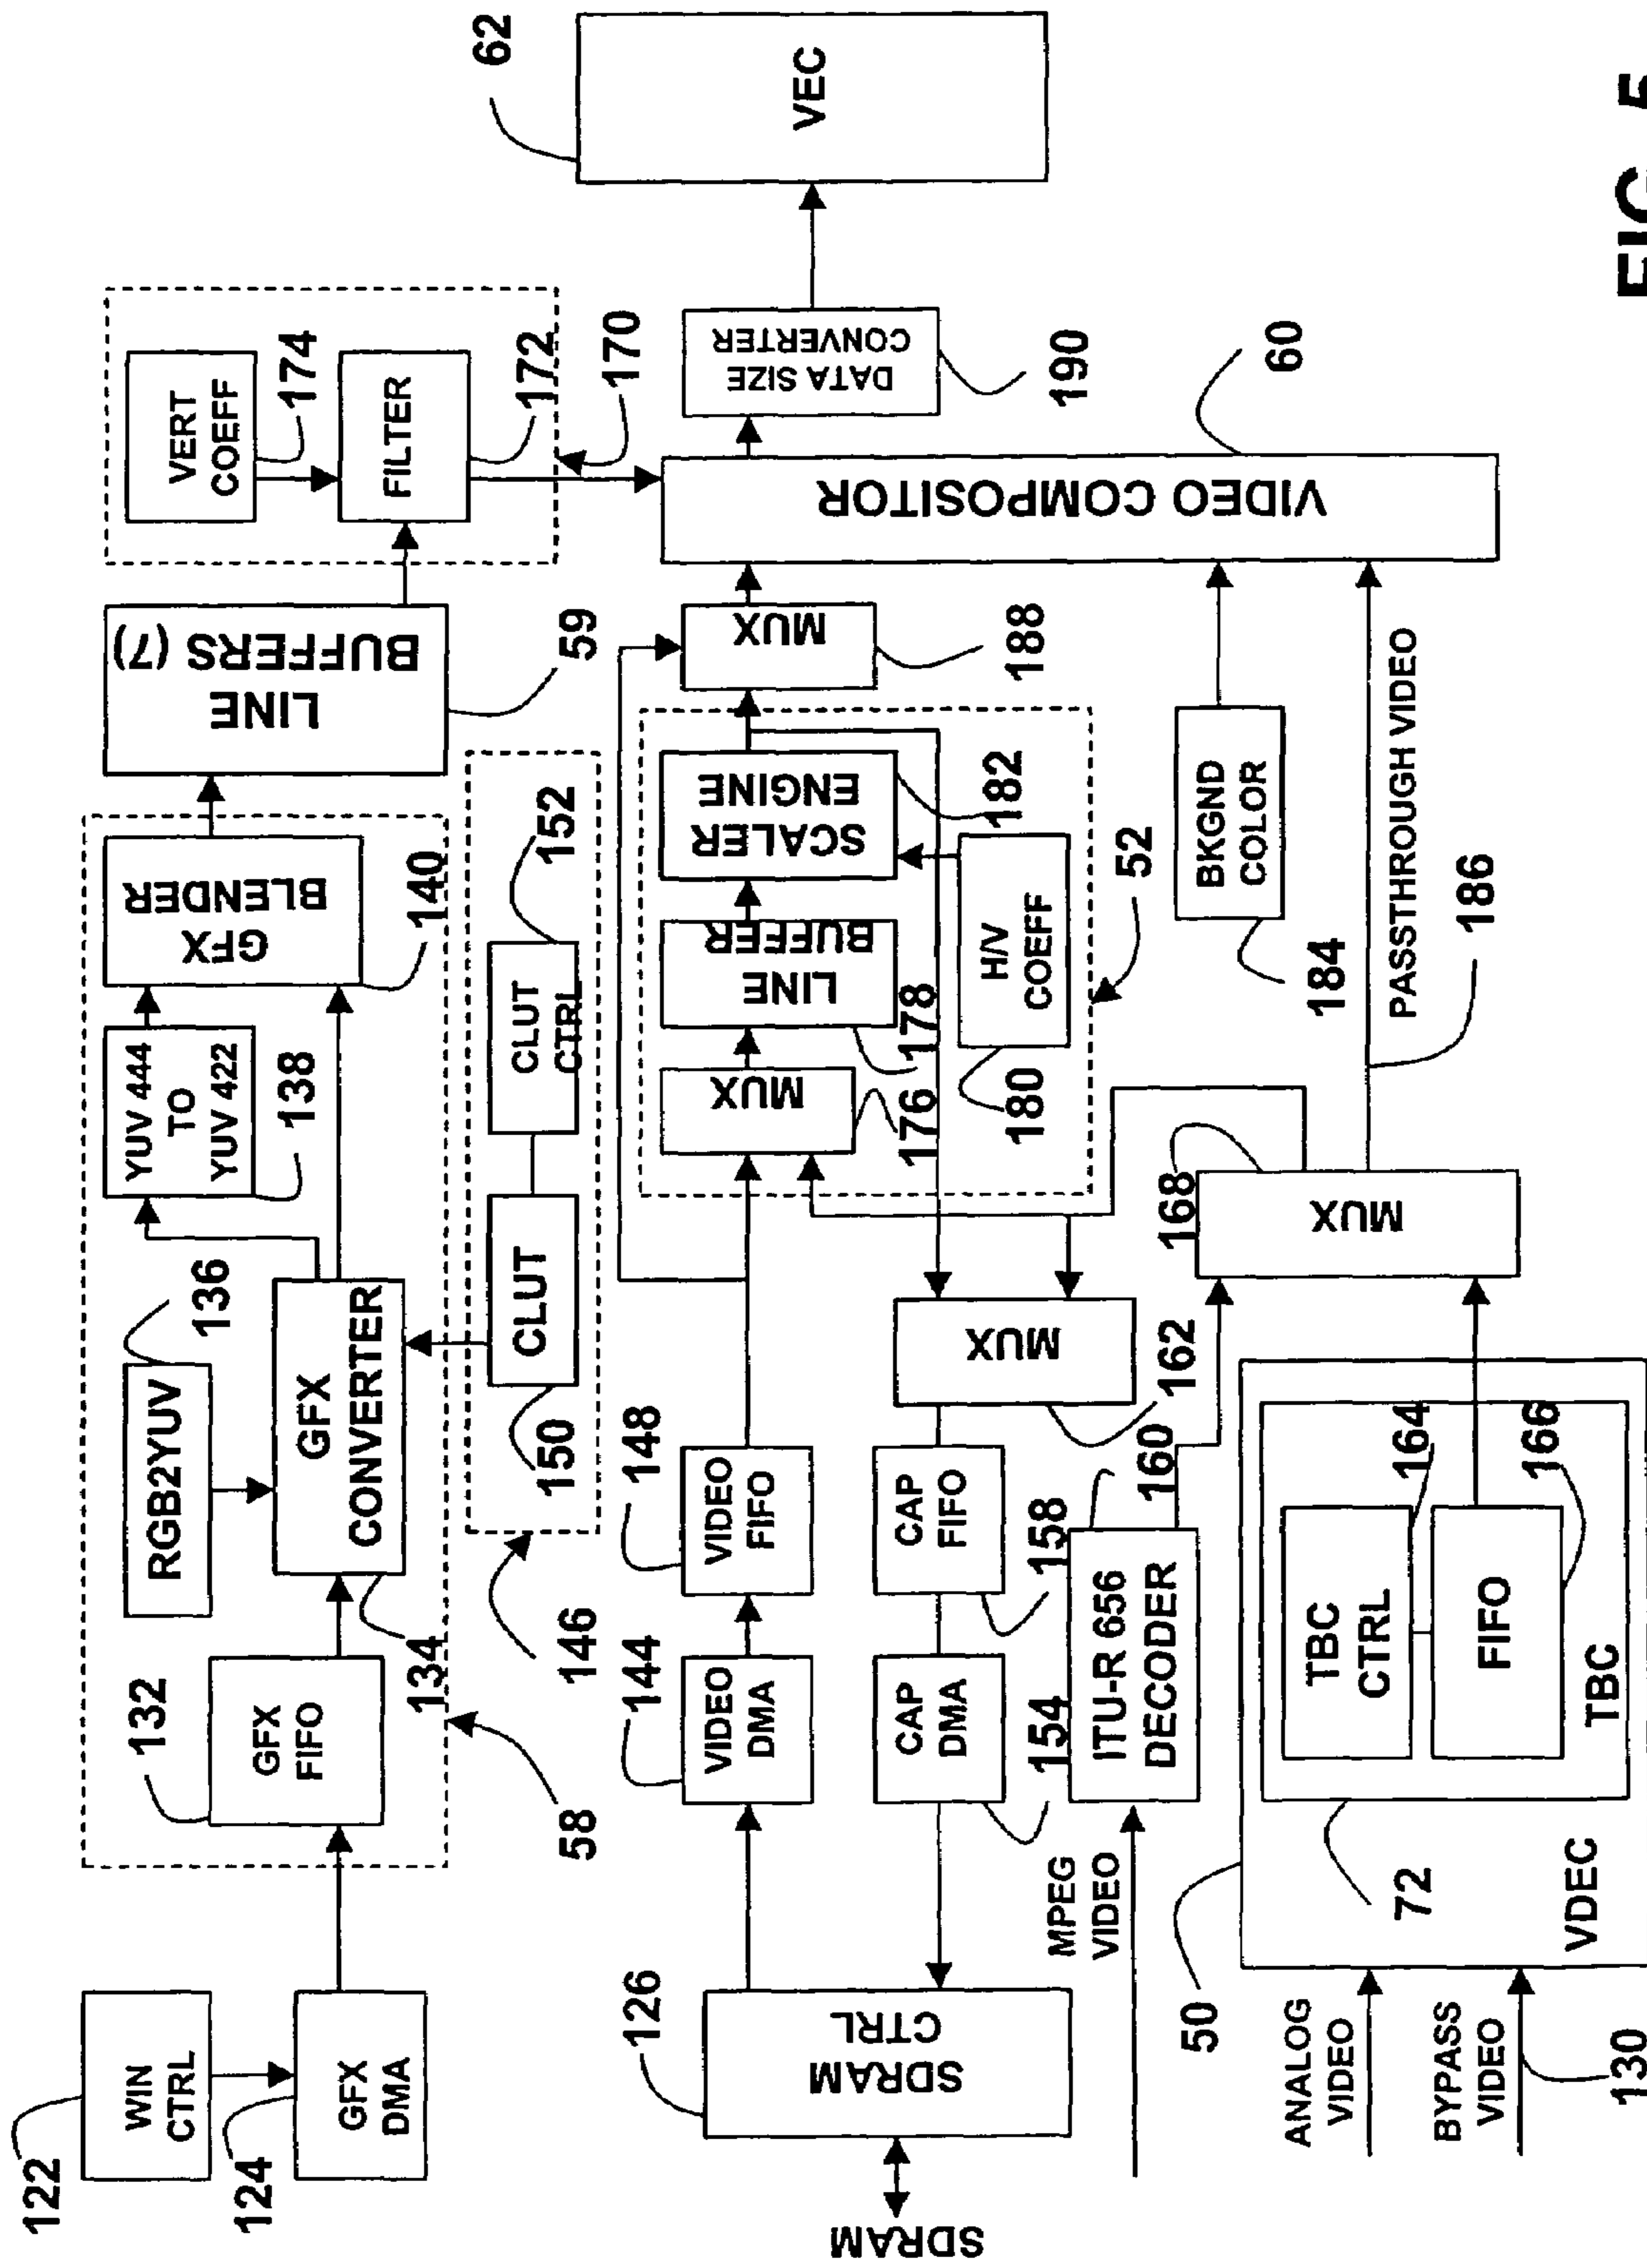 122
WIN
CTRL
124
GFX
DMA
132
GFX
FIFO
RGB2YUV
136
GFX
CONVERTER
134
YUV 444
TO
YUV 422
138
GFX
BLENDER
140
58
LINE
BUFFERS (7)
59
VERT
COEFF
174
FILTER
172
170
62
VEC
CLUT
150
CLUT
CTRL
152
146
SDRAM
126
SDRAM
CTRL
144
VIDEO
DMA
148
VIDEO
FIFO
MUX
176
LINE
BUFFER
178
SCALER
ENGINE
182
H/V
COEFF
180
52
MUX
188
DATA SIZE
CONVERTER
190
VIDEO COMPOSITOR
60
CAP
DMA
154
CAP
FIFO
158
MUX
162
MPEG
VIDEO
ITU-R 656
DECODER
160
168
MUX
BKGND
COLOR
184
PASSTHROUGH VIDEO
186
ANALOG
VIDEO
BYPASS
VIDEO
130
50
VDEC
72
TBC
CTRL
164
FIFO
166
TBC
FIG. 5